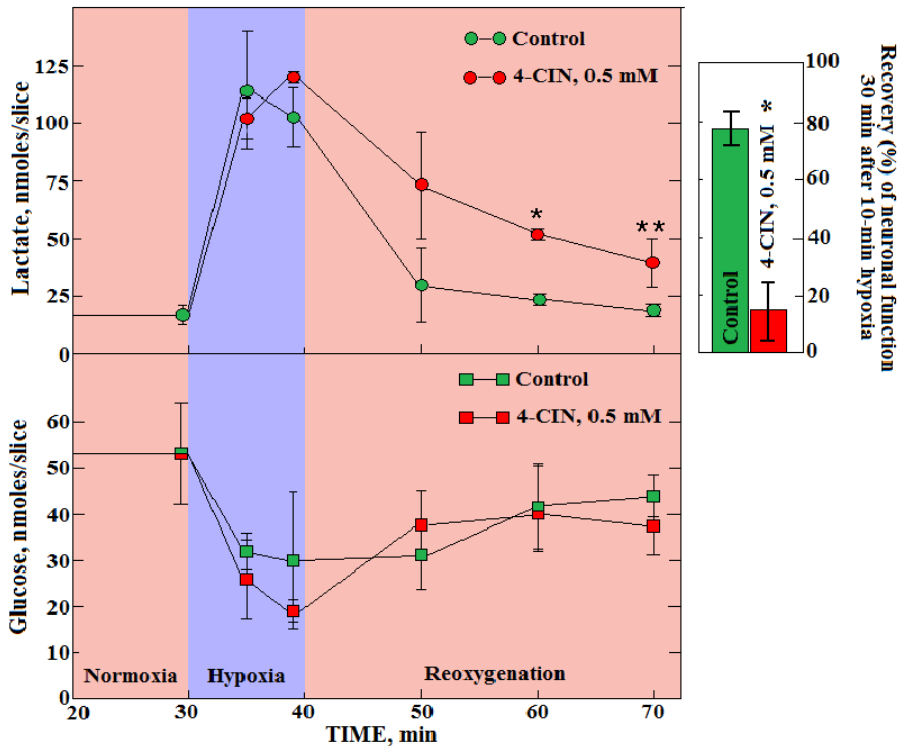 Control
4-CIN, 0.5 mM
Lactate, nmoles/slice
125
100
75
50
25
0
*
**
Control
4-CIN, 0.5 mM *
100
80
60
40
20
0
Recovery (%) of neuronal function
30 min after 10-min hypoxia
Control
4-CIN, 0.5 mM
Glucose, nmoles/slice
60
50
40
30
20
10
0
Normoxia
Hypoxia
Reoxygenation
20
30
40
50
60
70
TIME, min